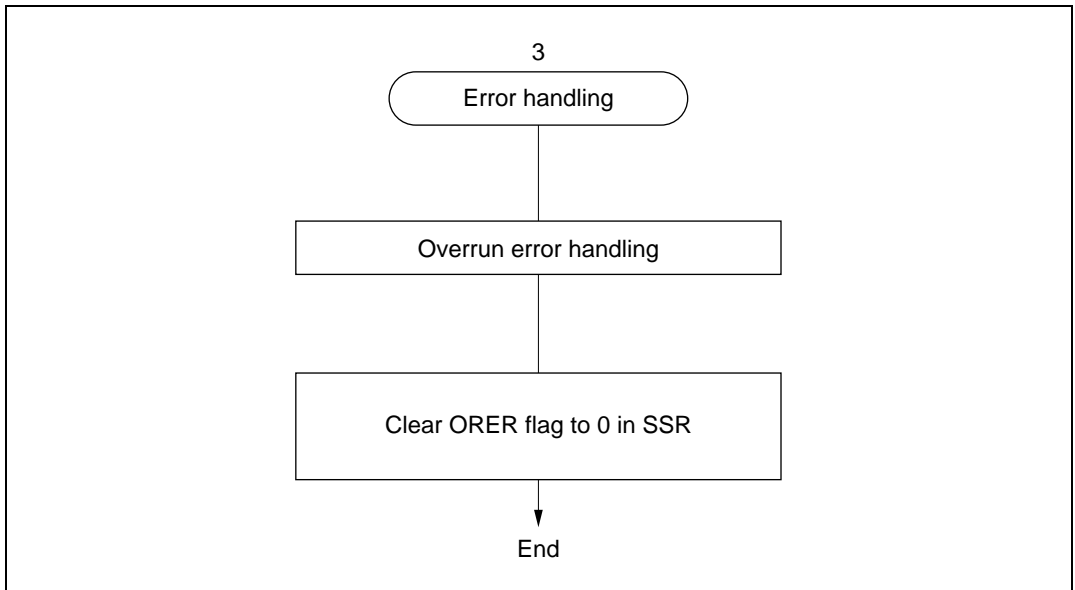 3
Error handling
Overrun error handling
Clear ORER flag to 0 in SSR
End